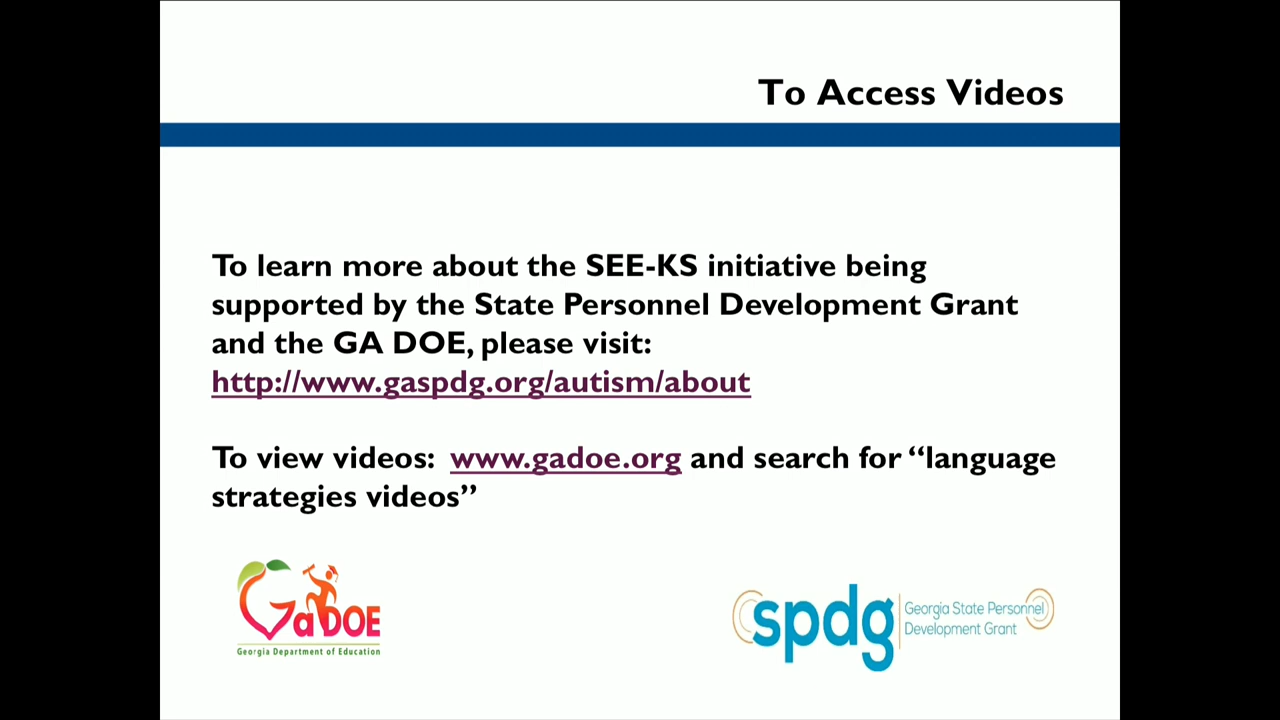 To Access Videos
To learn more about the SEE-KS initiative being
supported by the State Personnel Development Grant
and the GA DOE, please visit:
http://www.gaspdg.org/autism/about
To view videos:  www.gadoe.org and search for “language
strategies videos”
GaDOE
Georgia Department of Education
spdg
Georgia State Personnel
Development Grant